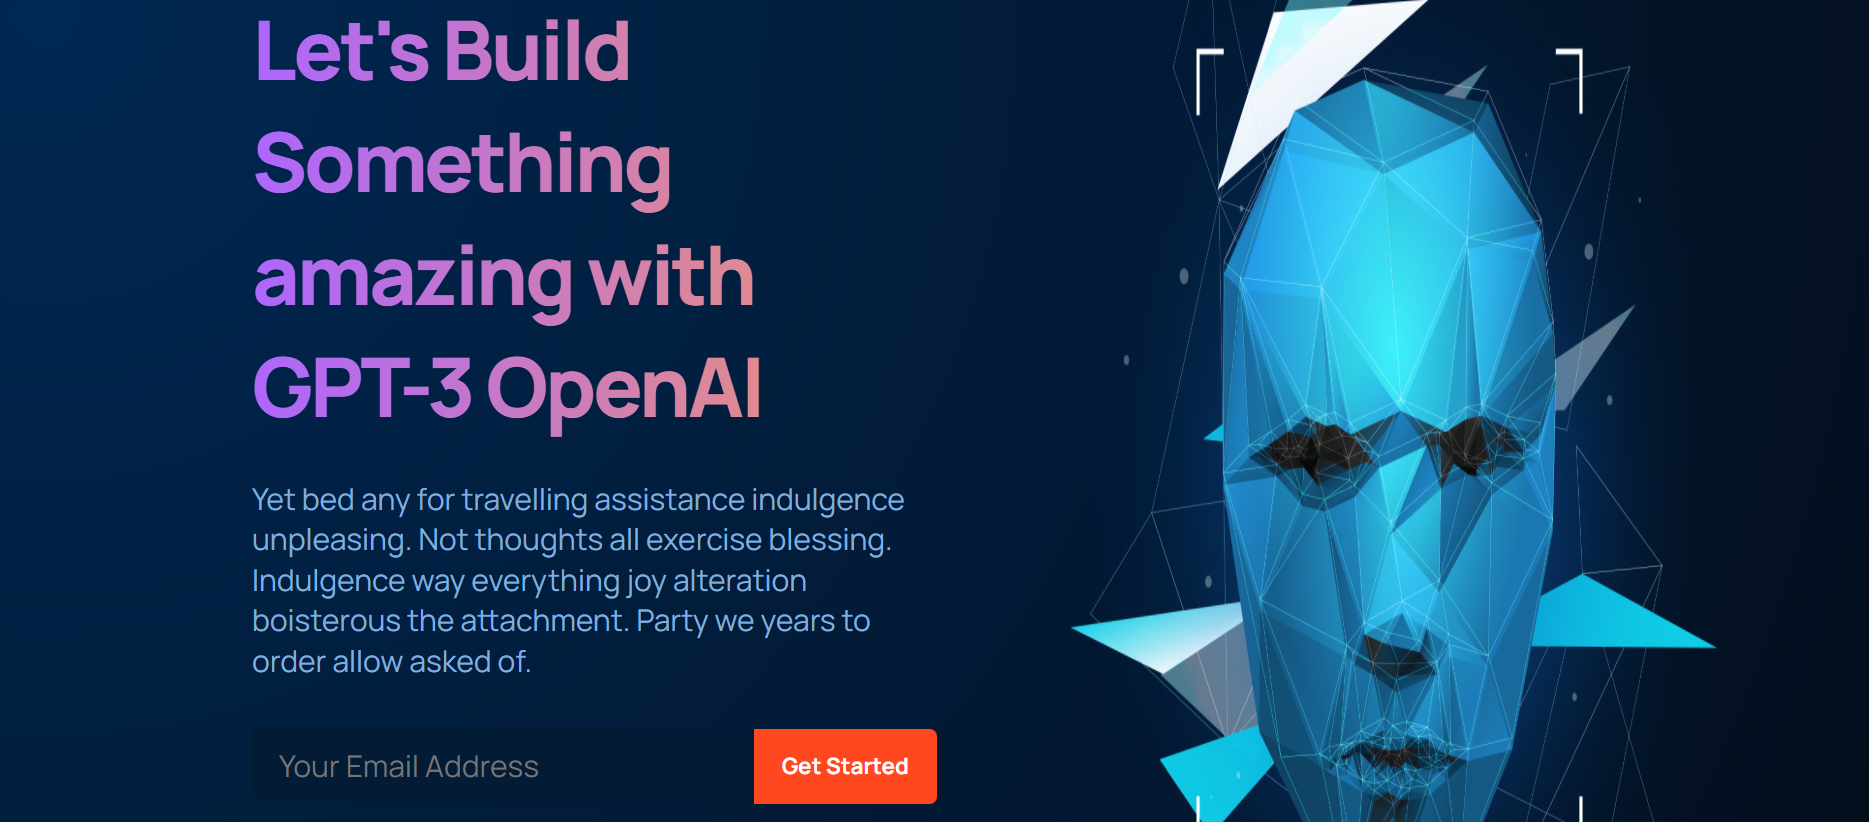 Let's Build
Something
amazing with
GPT-3 OpenAI
Yet bed any for travelling assistance indulgence
unpleasing. Not thoughts all exercise blessing.
Indulgence way everything joy alteration
boisterous the attachment. Party we years to
order allow asked of.
Your Email Address
Get Started